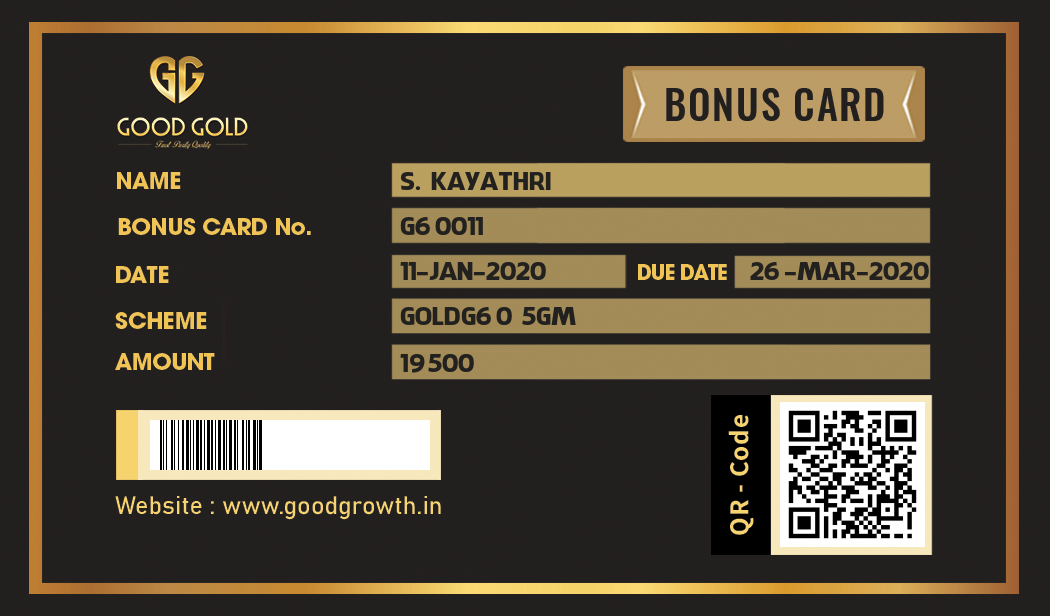 GG
GOOD GOLD
Trust Purity Quality
BONUS CARD
NAME S. KAYATHRI
BONUS CARD No. G6 0011
DATE 11-JAN-2020 DUE DATE 26 -MAR-2020
SCHEME GOLDG6 0 5GM
AMOUNT 19500
QR - Code
Website : www.goodgrowth.in